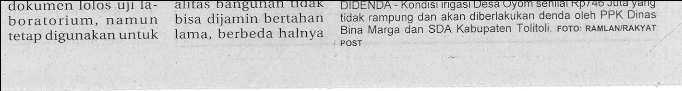 dokumen lolos uji la-
boratorium, namun
tetap digunakan untuk
alitas bangunan tidak
bisa dijamin bertahan
lama, berbeda halnya
DIDENDA - Kondisi irigasi Desa Oyom senilai Rp746 Juta yang
tidak rampung dan akan diberlakukan denda oleh PPK Dinas
Bina Marga dan SDA Kabupaten Tolitoli. FOTO: RAMLAN/RAKYAT
POST